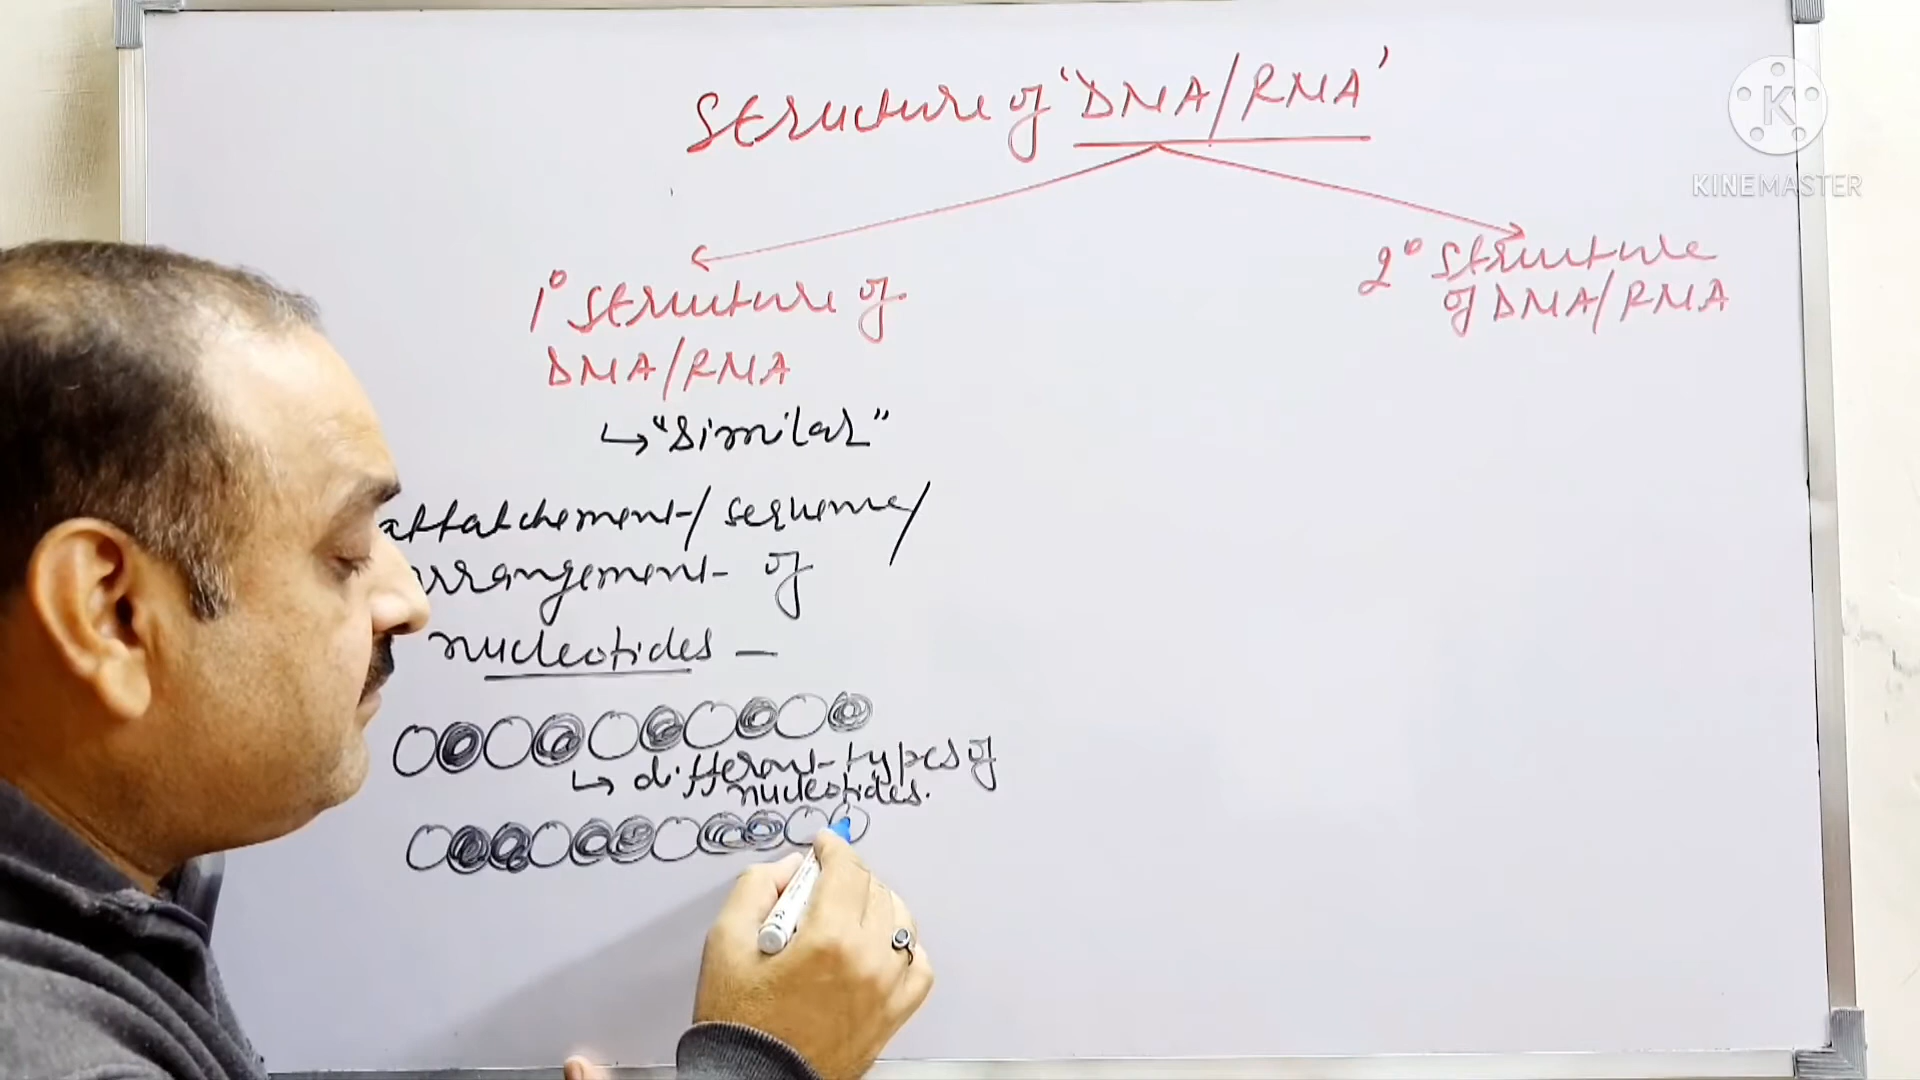 Structure of 'DNA/RNA'
K
KINEMASTER
1° Structure of
DNA/RNA
2° Structure
of DNA/RNA
↳ "Similar"
attatchement/sequence/
arrangement of
nucleotides —
↳ different types of
nucleotides.